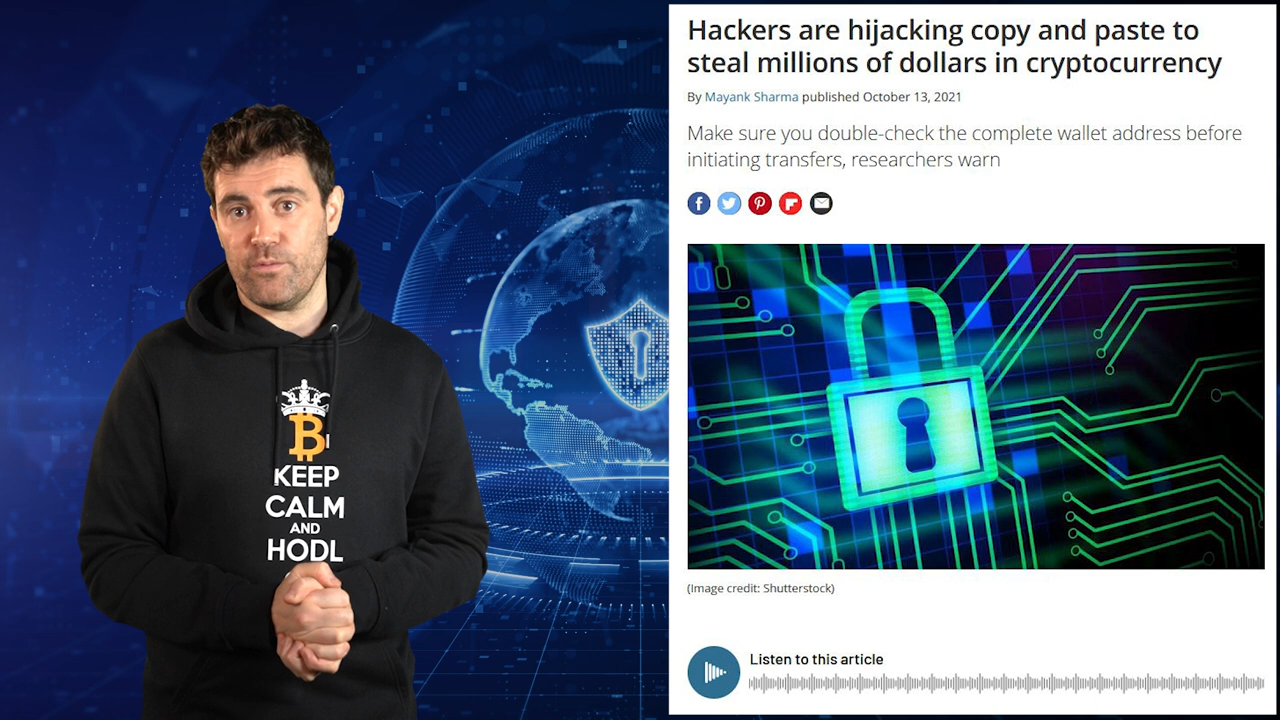 Hackers are hijacking copy and paste to
steal millions of dollars in cryptocurrency
By Mayank Sharma published October 13, 2021
Make sure you double-check the complete wallet address before
initiating transfers, researchers warn
(Image credit: Shutterstock)
Listen to this article
KEEP
CALM
AND
HODL